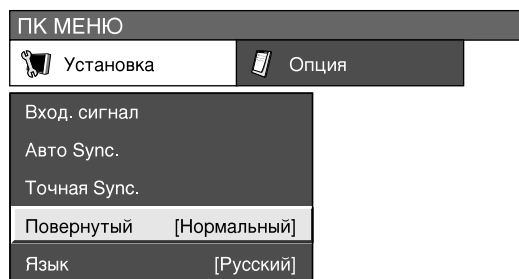 ПК МЕНЮ
Установка Опция
Вход. сигнал
Авто Sync.
Точная Sync.
Повернутый [Нормальный]
Язык [Русский]